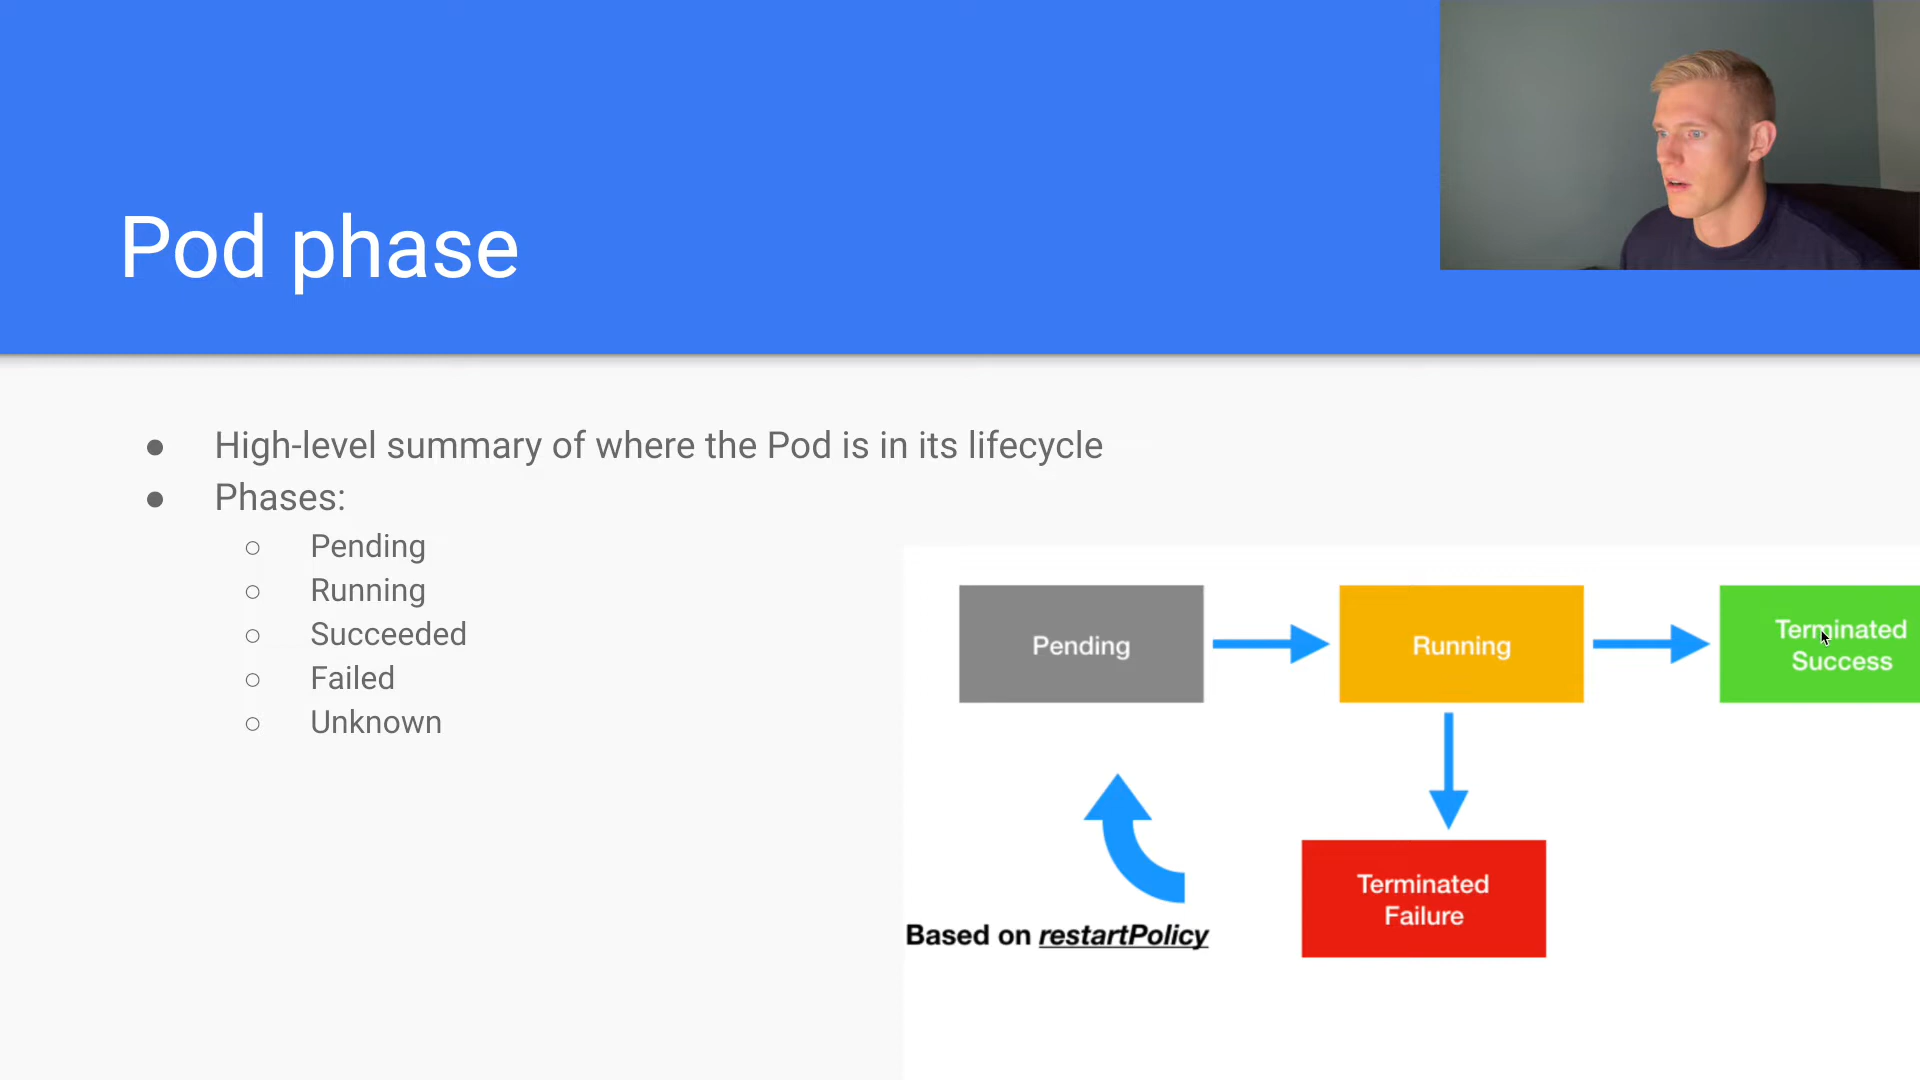 Pod phase
High-level summary of where the Pod is in its lifecycle
Phases:
Pending
Running
Succeeded
Failed
Unknown
Pending
Running
Terminated
Success
Terminated
Failure
Based on restartPolicy